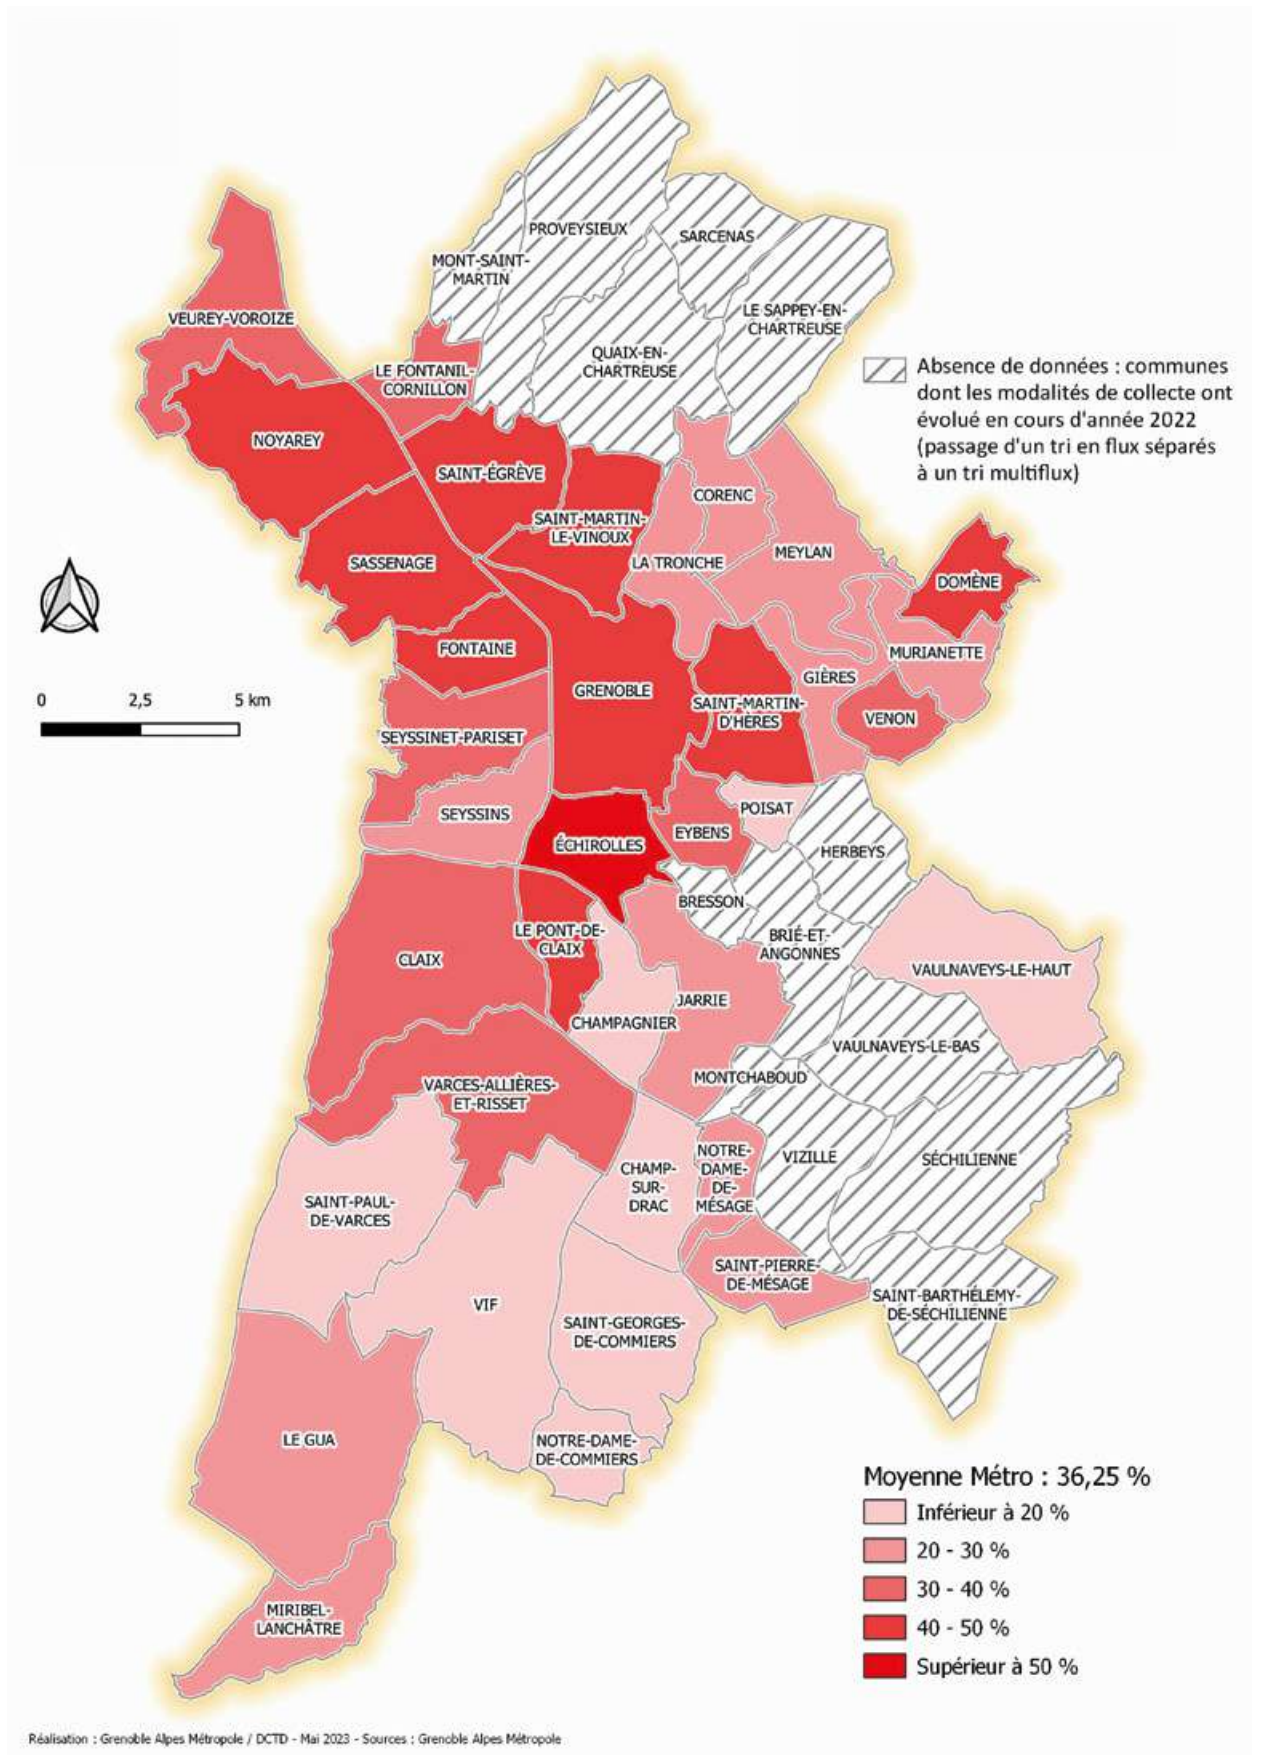 PROVEYSIEUX
SARCENAS
MONT-SAINT-
MARTIN
LE SAPPEY-EN-
CHARTREUSE
VEUREY-VOROIZE
QUAIX-EN-
CHARTREUSE
LE FONTANIL-
CORNILLON
Absence de données : communes
dont les modalités de collecte ont
évolué en cours d'année 2022
(passage d'un tri en flux séparés
à un tri multiflux)
NOYAREY
SAINT-ÉGRÈVE
CORENC
SAINT-MARTIN-
LE-VINOUX
SASSENAGE
LA TRONCHE
MEYLAN
DOMÈNE
FONTAINE
MURIANETTE
GIÈRES
GRENOBLE
SAINT-MARTIN-
D'HÈRES
VENON
0 2,5 5 km
SEYSSINET-PARISET
SEYSSINS
POISAT
EYBENS
ÉCHIROLLES
HERBEYS
BRESSON
LE PONT-DE-
CLAIX
BRIÉ-ET-
ANGONNES
CLAIX
VAULNAVEYS-LE-HAUT
JARRIE
CHAMPAGNIER
VAULNAVEYS-LE-BAS
MONTCHABOUD
VARCES-ALLIÈRES-
ET-RISSET
NOTRE-
DAME-
DE-
MÉSAGE
VIZILLE
SÉCHILIENNE
CHAMP-
SUR-
DRAC
SAINT-PAUL-
DE-VARCES
SAINT-PIERRE-
DE-MÉSAGE
SAINT-BARTHÉLEMY-
DE-SÉCHILIENNE
VIF
SAINT-GEORGES-
DE-COMMIERS
LE GUA
NOTRE-DAME-
DE-COMMIERS
MIRIBEL-
LANCHÂTRE
Moyenne Métro : 36,25 %
Inférieur à 20 %
20 - 30 %
30 - 40 %
40 - 50 %
Supérieur à 50 %
Réalisation : Grenoble Alpes Métropole / DCTD - Mai 2023 - Sources : Grenoble Alpes Métropole